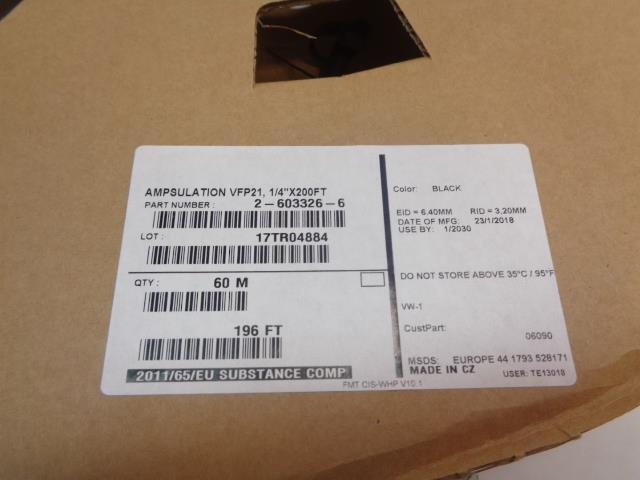 AMPSULATION VFP21, 1/4"X200FT
PART NUMBER : 2-603326-6
LOT : 17TR04884
QTY : 60 M
196 FT
2011/65/EU SUBSTANCE COMP
Color: BLACK
EID = 6.40MM RID = 3,20MM
DATE OF MFG: 23/1/2018
USE BY: 1/2030
DO NOT STORE ABOVE 35°C / 95°F
VW-1
CustPart:
06090
MSDS: EUROPE 44 1793 528171
MADE IN CZ USER: TE13018
FMT CIS-WHP V10.1